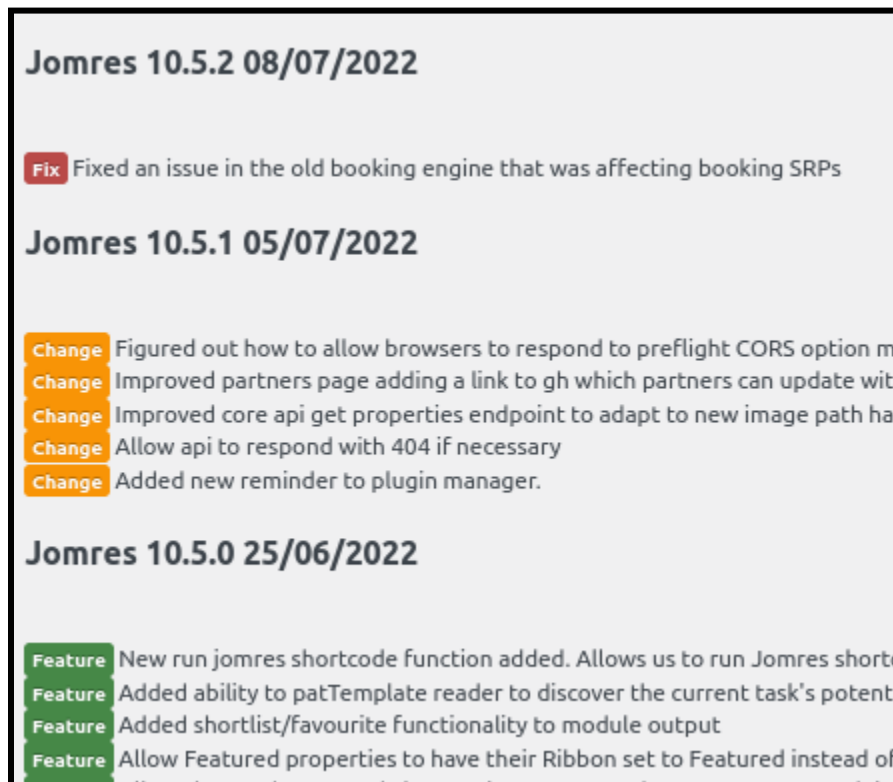 Jomres 10.5.2 08/07/2022
Fix Fixed an issue in the old booking engine that was affecting booking SRPs
Jomres 10.5.1 05/07/2022
Change Figured out how to allow browsers to respond to preflight CORS option
Change Improved partners page adding a link to gh which partners can update
Change Improved core api get properties endpoint to adapt to new image path
Change Allow api to respond with 404 if necessary
Change Added new reminder to plugin manager.
Jomres 10.5.0 25/06/2022
Feature New run jomres shortcode function added. Allows us to run Jomres
Feature Added ability to patTemplate reader to discover the current task's
Feature Added shortlist/favourite functionality to module output
Feature Allow Featured properties to have their Ribbon set to Featured instead of